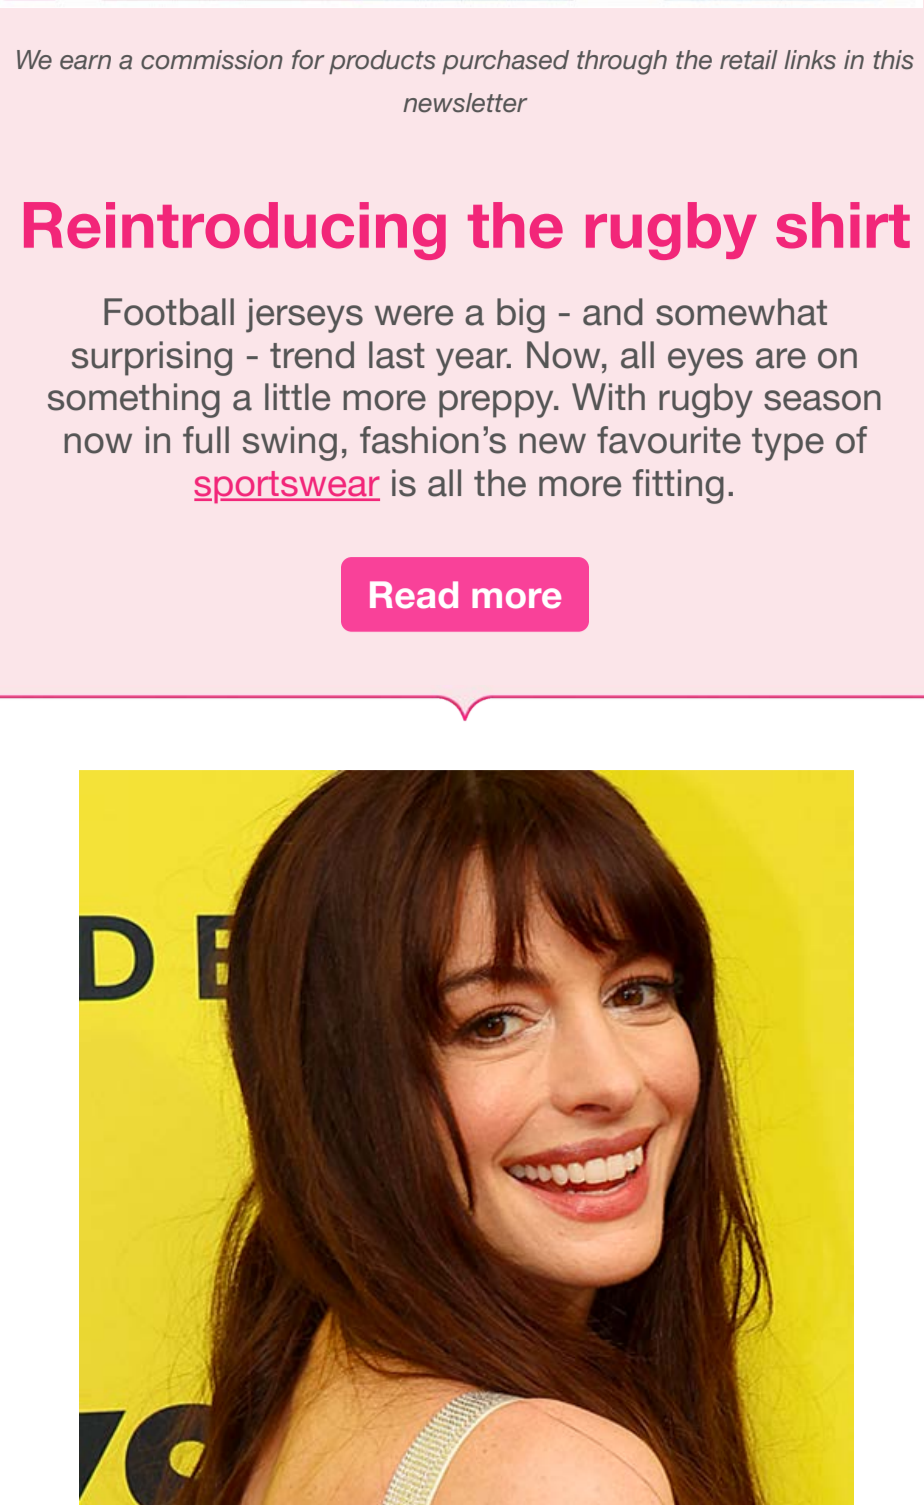 We earn a commission for products purchased through the retail links in this
newsletter
Reintroducing the rugby shirt
Football jerseys were a big - and somewhat
surprising - trend last year. Now, all eyes are on
something a little more preppy. With rugby season
now in full swing, fashion’s new favourite type of
sportswear is all the more fitting.
Read more
D E